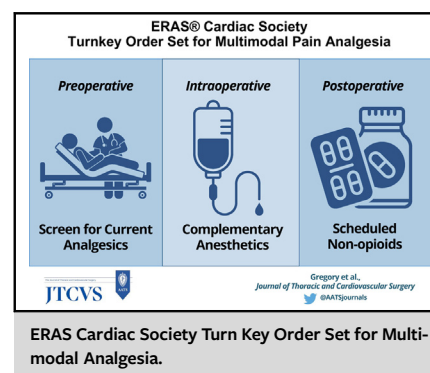 ERAS® Cardiac Society
Turnkey Order Set for Multimodal Pain Analgesia
Preoperative
Intraoperative
Postoperative
Screen for Current
Analgesics
Complementary
Anesthetics
Scheduled
Non-opioids
JTCVS
AATS
Gregory et al.,
Journal of Thoracic and Cardiovascular Surgery
@AATSjournals
ERAS Cardiac Society Turn Key Order Set for Multi-
modal Analgesia.